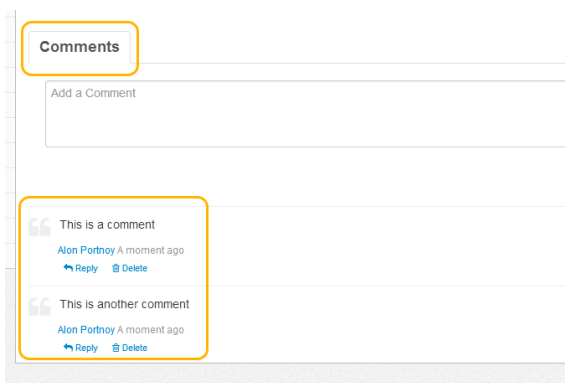 Comments
Add a Comment
This is a comment
Alon Portnoy A moment ago
Reply Delete
This is another comment
Alon Portnoy A moment ago
Reply Delete